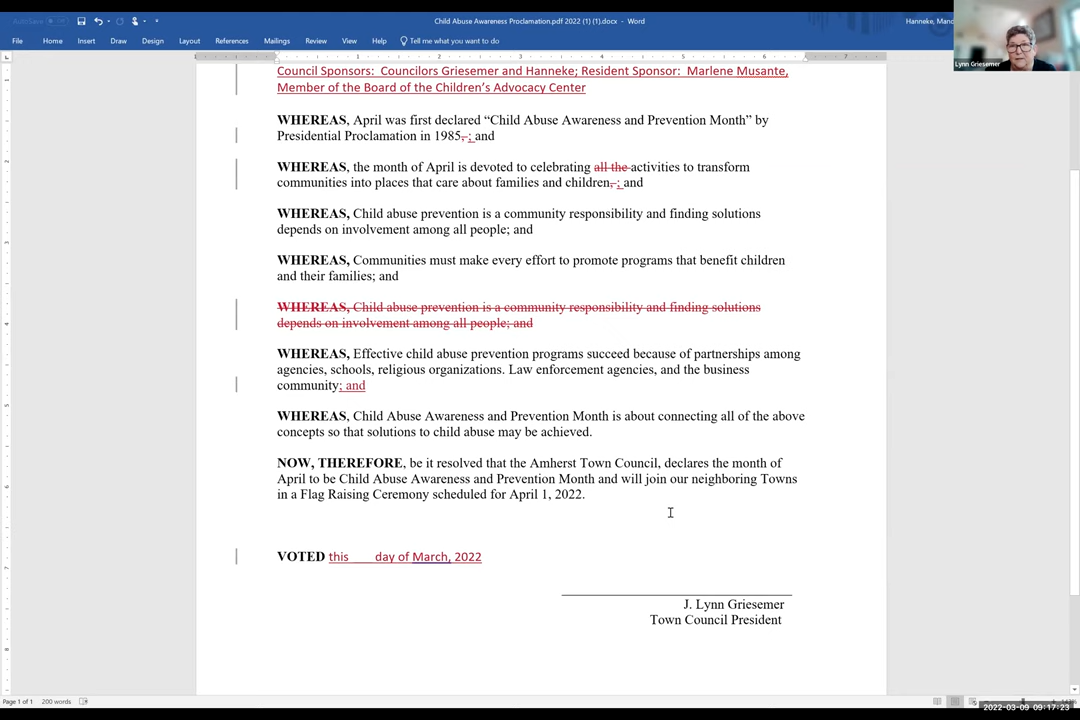 AutoSave Off
Child Abuse Awareness Proclamation.pdf 2022 (1) (1).docx - Word
Hanneke, Mand
File Home Insert Draw Design Layout References Mailings Review View Help Tell me what you want to do
Lynn Griesemer
Council Sponsors: Councilors Griesemer and Hanneke; Resident Sponsor: Marlene Musante,
Member of the Board of the Children's Advocacy Center
WHEREAS, April was first declared “Child Abuse Awareness and Prevention Month” by
Presidential Proclamation in 1985, ; and
WHEREAS, the month of April is devoted to celebrating all the activities to transform
communities into places that care about families and children, ; and
WHEREAS, Child abuse prevention is a community responsibility and finding solutions
depends on involvement among all people; and
WHEREAS, Communities must make every effort to promote programs that benefit children
and their families; and
WHEREAS, Child abuse prevention is a community responsibility and finding solutions
depends on involvement among all people; and
WHEREAS, Effective child abuse prevention programs succeed because of partnerships among
agencies, schools, religious organizations. Law enforcement agencies, and the business
community; and
WHEREAS, Child Abuse Awareness and Prevention Month is about connecting all of the above
concepts so that solutions to child abuse may be achieved.
NOW, THEREFORE, be it resolved that the Amherst Town Council, declares the month of
April to be Child Abuse Awareness and Prevention Month and will join our neighboring Towns
in a Flag Raising Ceremony scheduled for April 1, 2022.
VOTED this ___ day of March, 2022
J. Lynn Griesemer
Town Council President
Page 1 of 1 200 words
2022-03-09 09:17:23